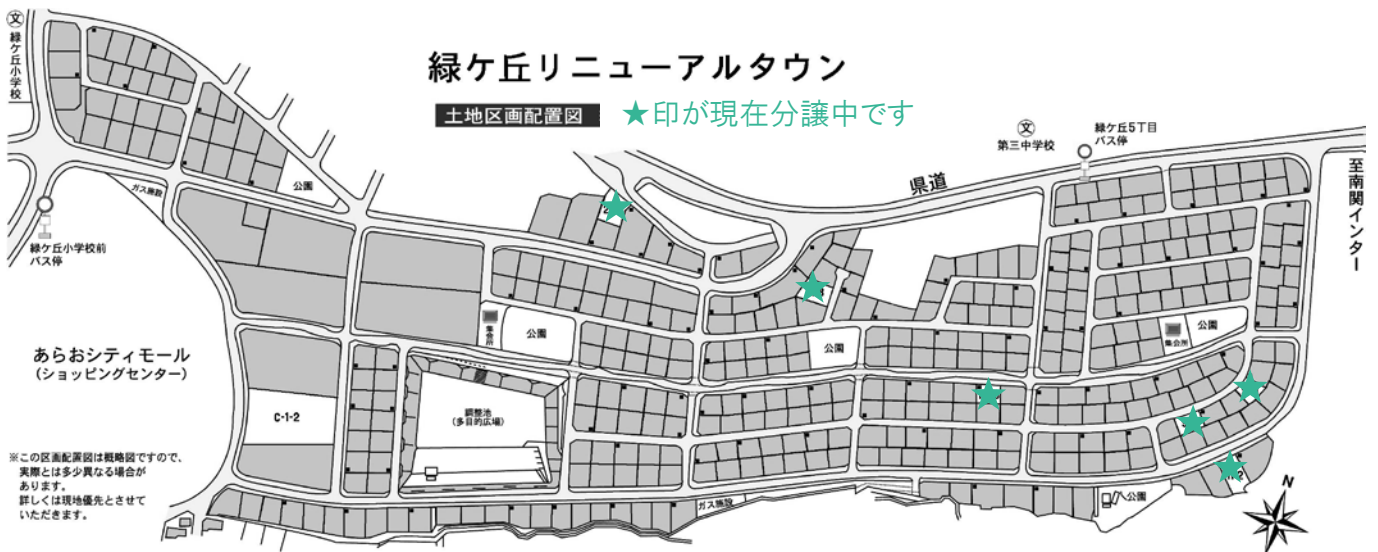 文
緑ケ丘小学校
緑ケ丘リニューアルタウン
土地区画配置図
★印が現在分譲中です
文
第三中学校
緑ケ丘5丁目
バス停
県道
至南関インター
公園
ガス施設
緑ケ丘小学校前
バス停
集会所
公園
公園
集会所
公園
あらおシティモール
(ショッピングセンター)
C-1-2
調整池
(多目的広場)
※この区画配置図は概略図ですので、
実際とは多少異なる場合が
あります。
詳しくは現地優先とさせて
いただきます。
ガス施設
公園
N